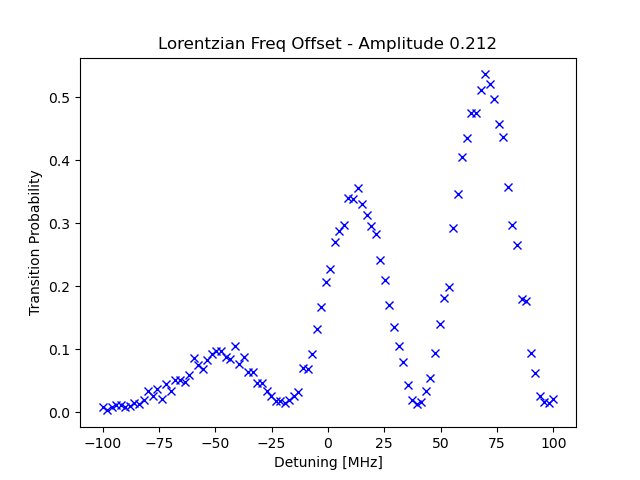 Lorentzian Freq Offset - Amplitude 0.212
Transition Probability
0.5
0.4
0.3
0.2
0.1
0.0
−100 −75 −50 −25 0 25 50 75 100
Detuning [MHz]